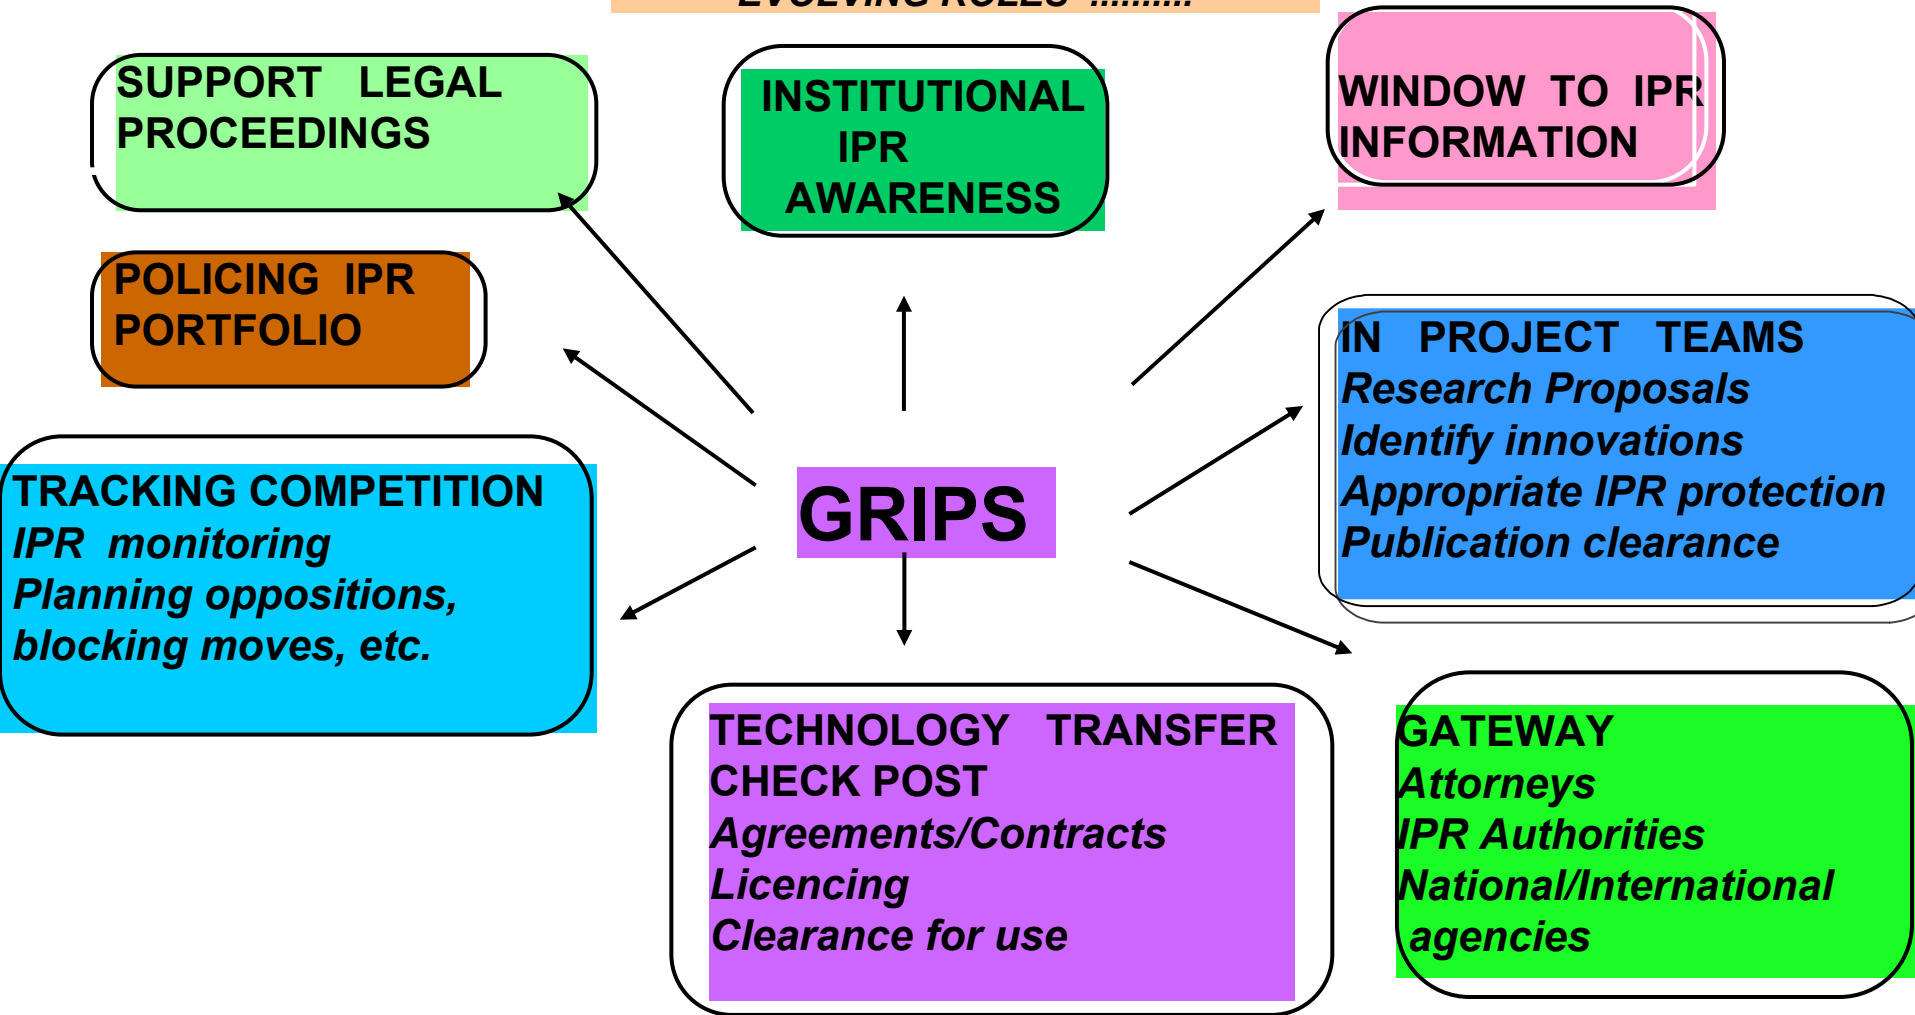 EVOLVING ROLES ..........
SUPPORT LEGAL
PROCEEDINGS
INSTITUTIONAL
IPR
AWARENESS
WINDOW TO IPR
INFORMATION
POLICING IPR
PORTFOLIO
IN PROJECT TEAMS
Research Proposals
Identify innovations
Appropriate IPR protection
Publication clearance
TRACKING COMPETITION
IPR monitoring
Planning oppositions,
blocking moves, etc.
GRIPS
TECHNOLOGY TRANSFER
CHECK POST
Agreements/Contracts
Licencing
Clearance for use
GATEWAY
Attorneys
IPR Authorities
National/International
agencies